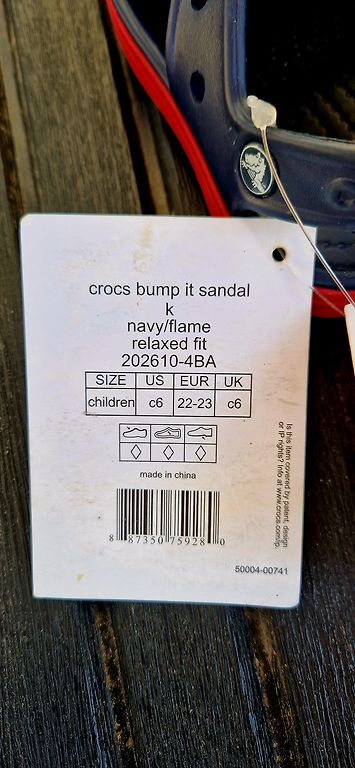 crocs bump it sandal
k
navy/flame
relaxed fit
202610-4BA
SIZE US EUR UK
children c6 22-23 c6
made in china
8 87350 75928 0
50004-00741
Is this item covered by patent, design
or IP rights? Info at www.crocs.com/ip.